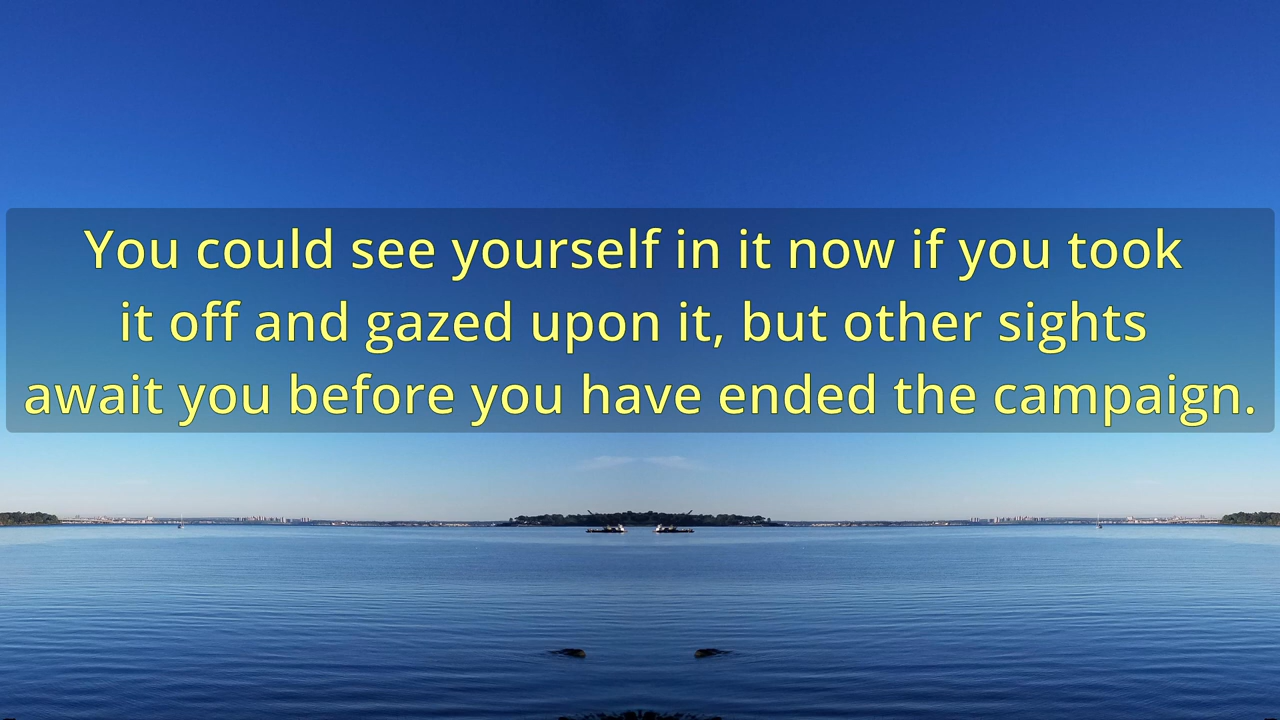 You could see yourself in it now if you took
it off and gazed upon it, but other sights
await you before you have ended the campaign.